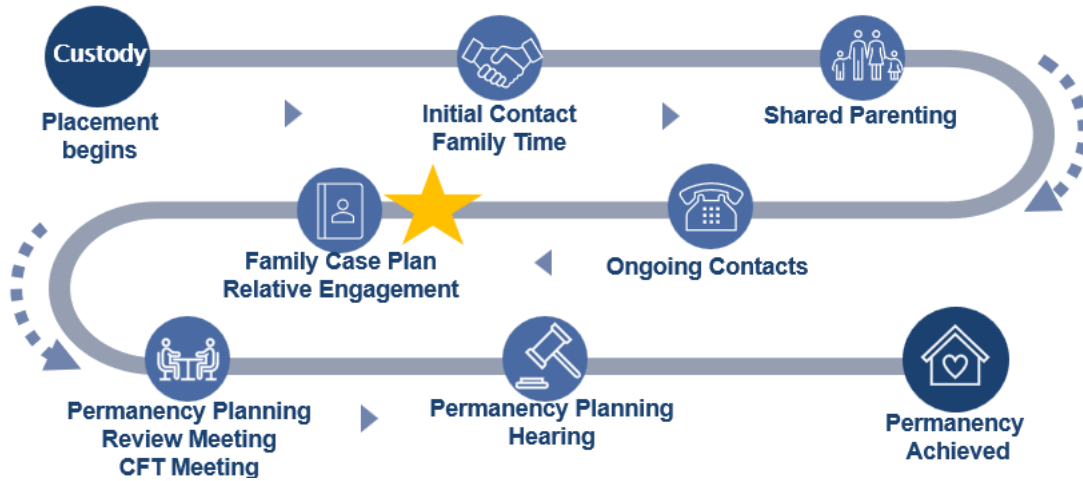 Custody
Placement
begins
Initial Contact
Family Time
Shared Parenting
Ongoing Contacts
Family Case Plan
Relative Engagement
Permanency Planning
Review Meeting
CFT Meeting
Permanency Planning
Hearing
Permanency
Achieved